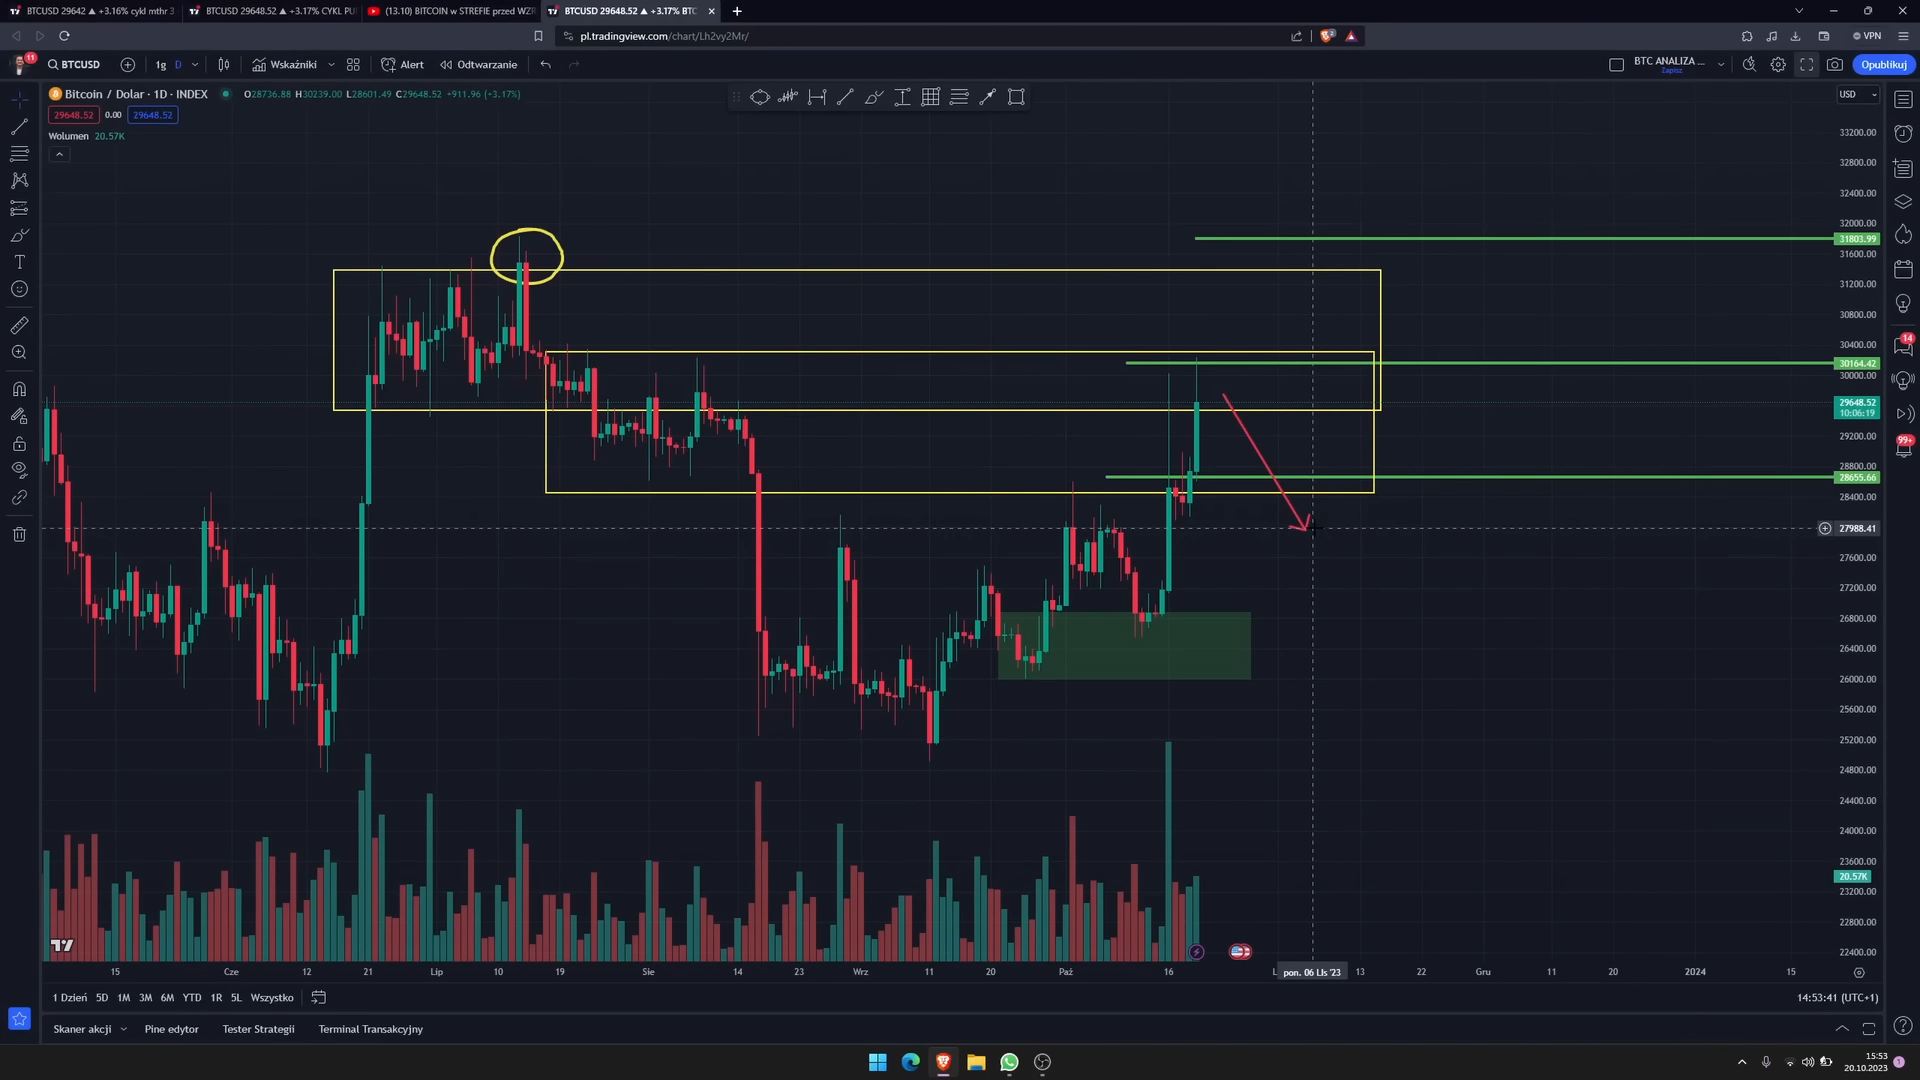 BTCUSD 29642 ▲ +3.16% cykl mthr 3
BTCUSD 29648.52 ▲ +3.17% CYKL PU
(13.10) BITCOIN w STREFIE przed WZR
BTCUSD 29648.52 ▲ +3.17% BTC
pl.tradingview.com/chart/Lh2vy2Mr/
2
VPN
11
BTCUSD
1g
D
Wskaźniki
Alert
Odtwarzanie
BTC ANALIZA ...
Zapisz
Opublikuj
Bitcoin / Dolar · 1D · INDEX
O28736.88 H30239.00 L28601.49 C29648.52 +911.96 (+3.17%)
29648.52
0.00
29648.52
Wolumen 20.57K
USD
33200.00
32800.00
32400.00
32000.00
31803.99
31600.00
31200.00
30800.00
30400.00
30164.42
30000.00
29648.52
10:06:19
29200.00
28800.00
28655.66
28400.00
27988.41
27600.00
27200.00
26800.00
26400.00
26000.00
25600.00
25200.00
24800.00
24400.00
24000.00
23600.00
20.57K
23200.00
22800.00
22400.00
14
99+
15
Cze
12
21
Lip
10
19
Sie
14
23
Wrz
11
20
Paź
16
pon. 06 Lis '23
13
22
Gru
11
20
2024
15
1 Dzień
5D
1M
3M
6M
YTD
1R
5L
Wszystko
14:53:41 (UTC+1)
Skaner akcji
Pine edytor
Tester Strategii
Terminal Transakcyjny
15:53
20.10.2023
1